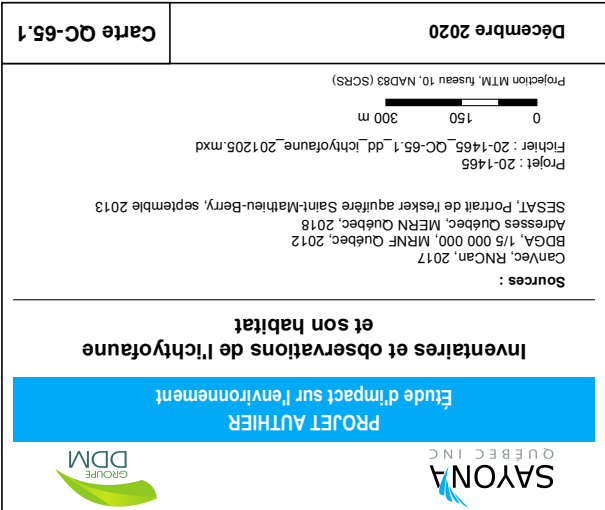 SAYONA
QUÉBEC INC
GROUPE
DDM
PROJET AUTHIER
Étude d'impact sur l'environnement
Inventaires et observations de l'ichtyofaune
et son habitat
Sources :
CanVec, RNCan, 2017
BDGA, 1/5 000 000, MRNF Québec, 2012
Adresses Québec, MERN Québec, 2018
SESAT, Portrait de l'esker aquifère Saint-Mathieu-Berry, septembre 2013
Projet : 20-1465
Fichier : 20-1465_QC-65.1_dd_ichtyofaune_201205.mxd
0 150 300 m
Projection MTM, fuseau 10, NAD83 (SCRS)
Décembre 2020
Carte QC-65.1